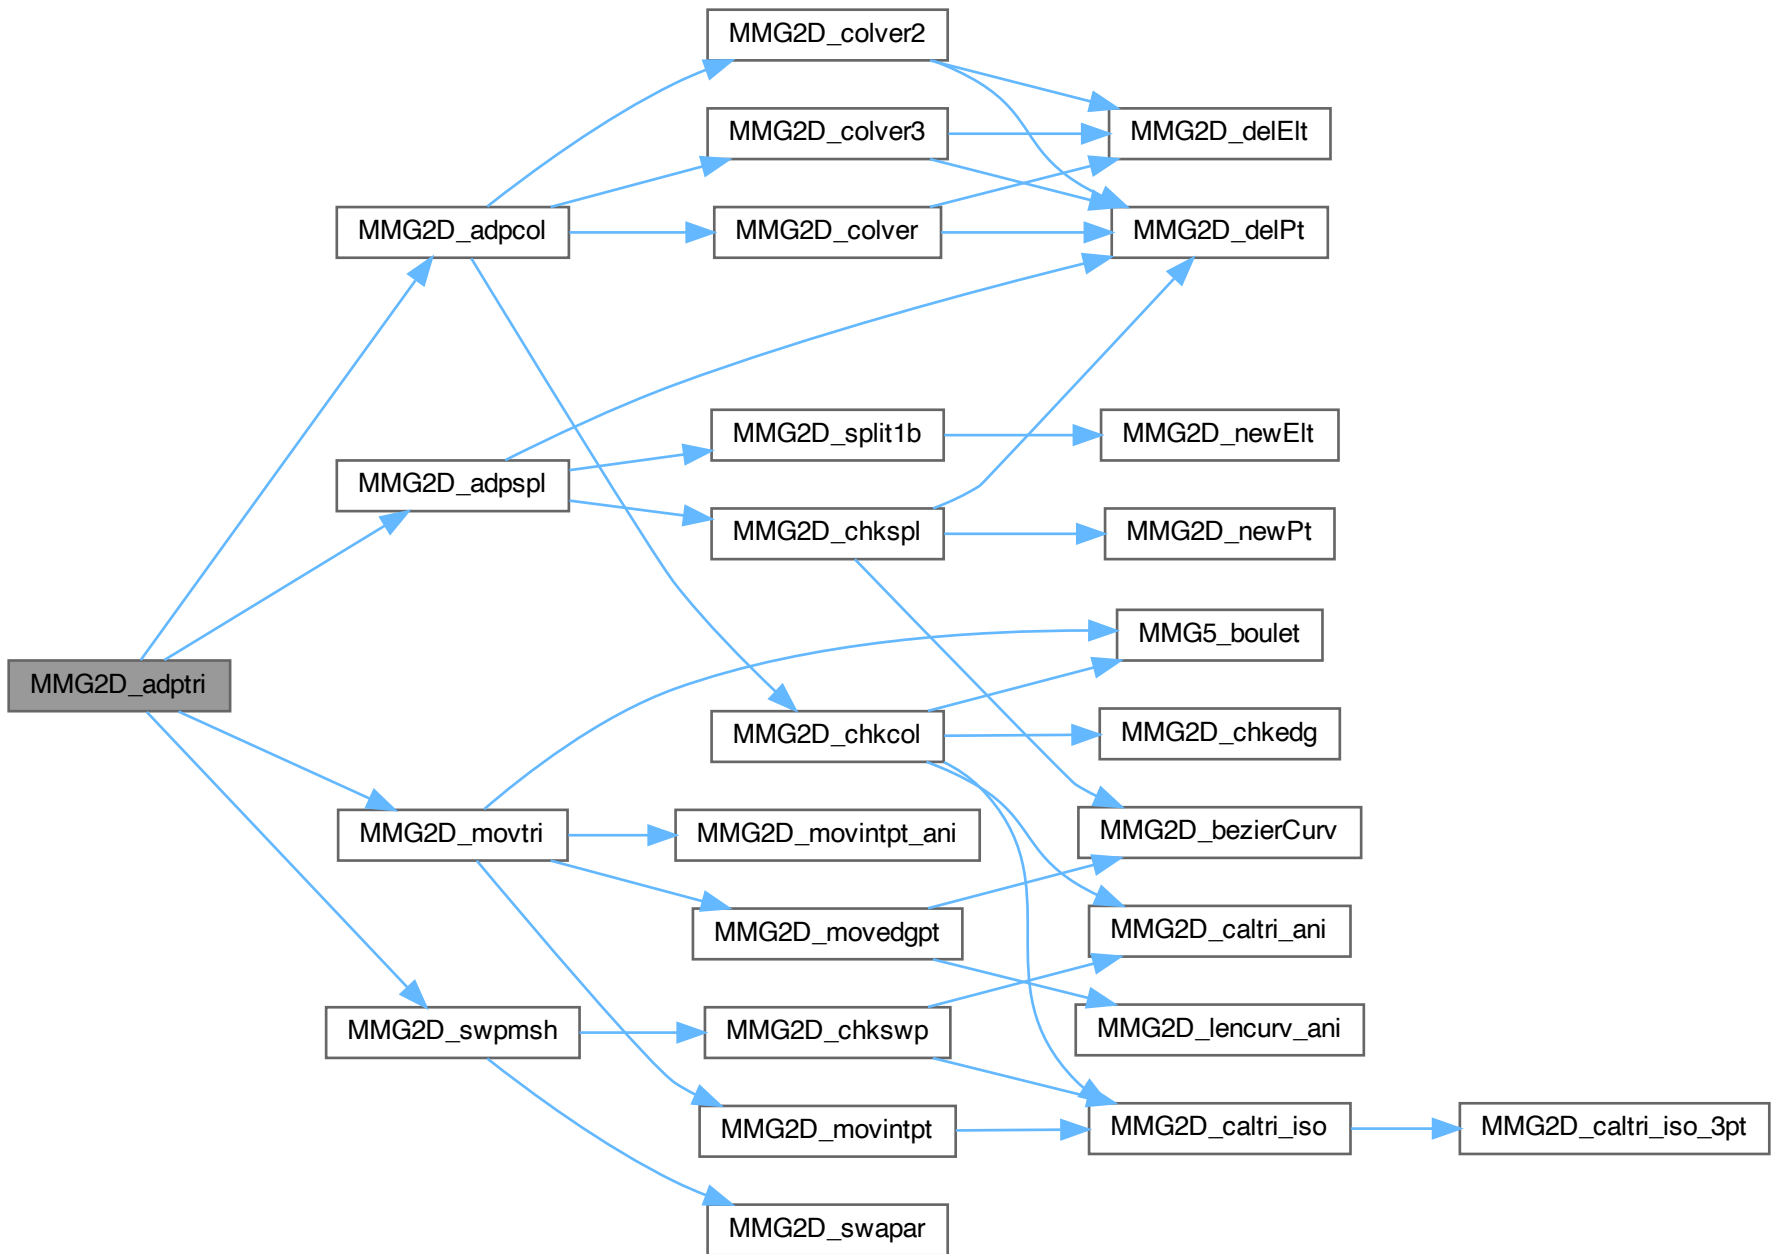 MMG2D_adptri
MMG2D_adpcol
MMG2D_adpspl
MMG2D_movtri
MMG2D_swpmsh
MMG2D_colver2
MMG2D_colver3
MMG2D_colver
MMG2D_split1b
MMG2D_chkspl
MMG2D_chkcol
MMG2D_movintpt_ani
MMG2D_movedgpt
MMG2D_chkswp
MMG2D_movintpt
MMG2D_swapar
MMG2D_delElt
MMG2D_delPt
MMG2D_newElt
MMG2D_newPt
MMG5_boulet
MMG2D_chkedg
MMG2D_bezierCurv
MMG2D_caltri_ani
MMG2D_lencurv_ani
MMG2D_caltri_iso
MMG2D_caltri_iso_3pt